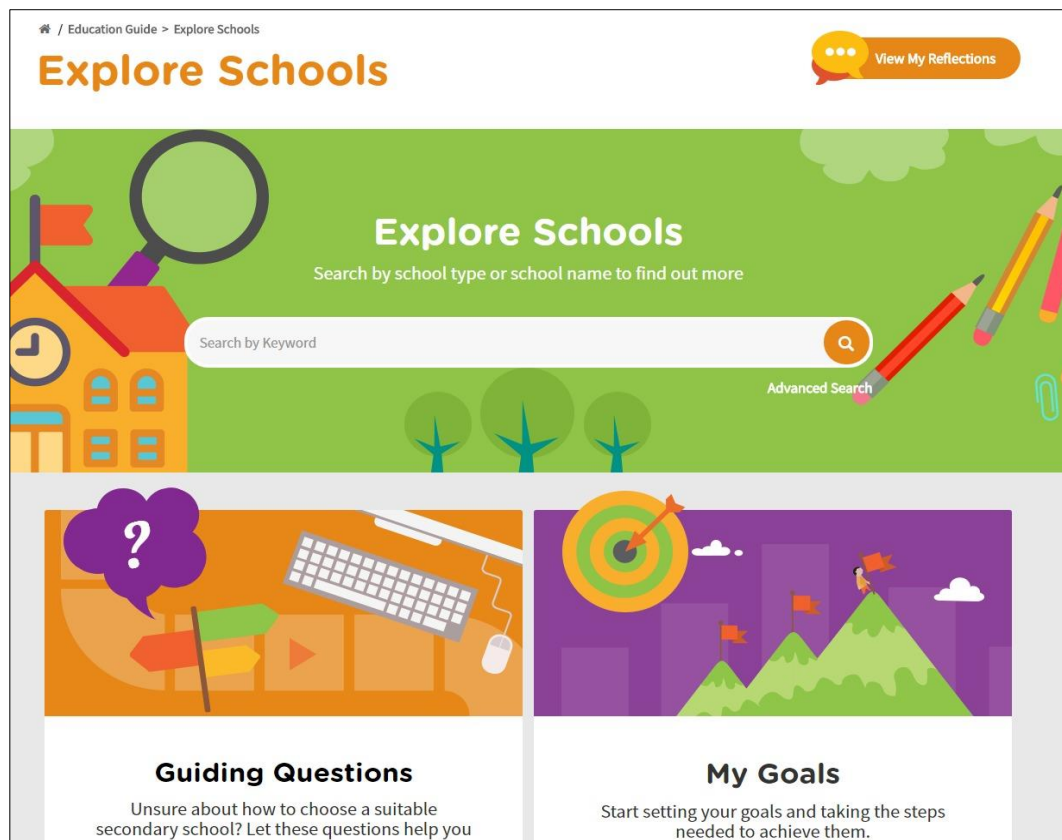 / Education Guide > Explore Schools
Explore Schools
View My Reflections
Explore Schools
Search by school type or school name to find out more
Search by Keyword
Advanced Search
?
Guiding Questions
Unsure about how to choose a suitable
secondary school? Let these questions help you
My Goals
Start setting your goals and taking the steps
needed to achieve them.